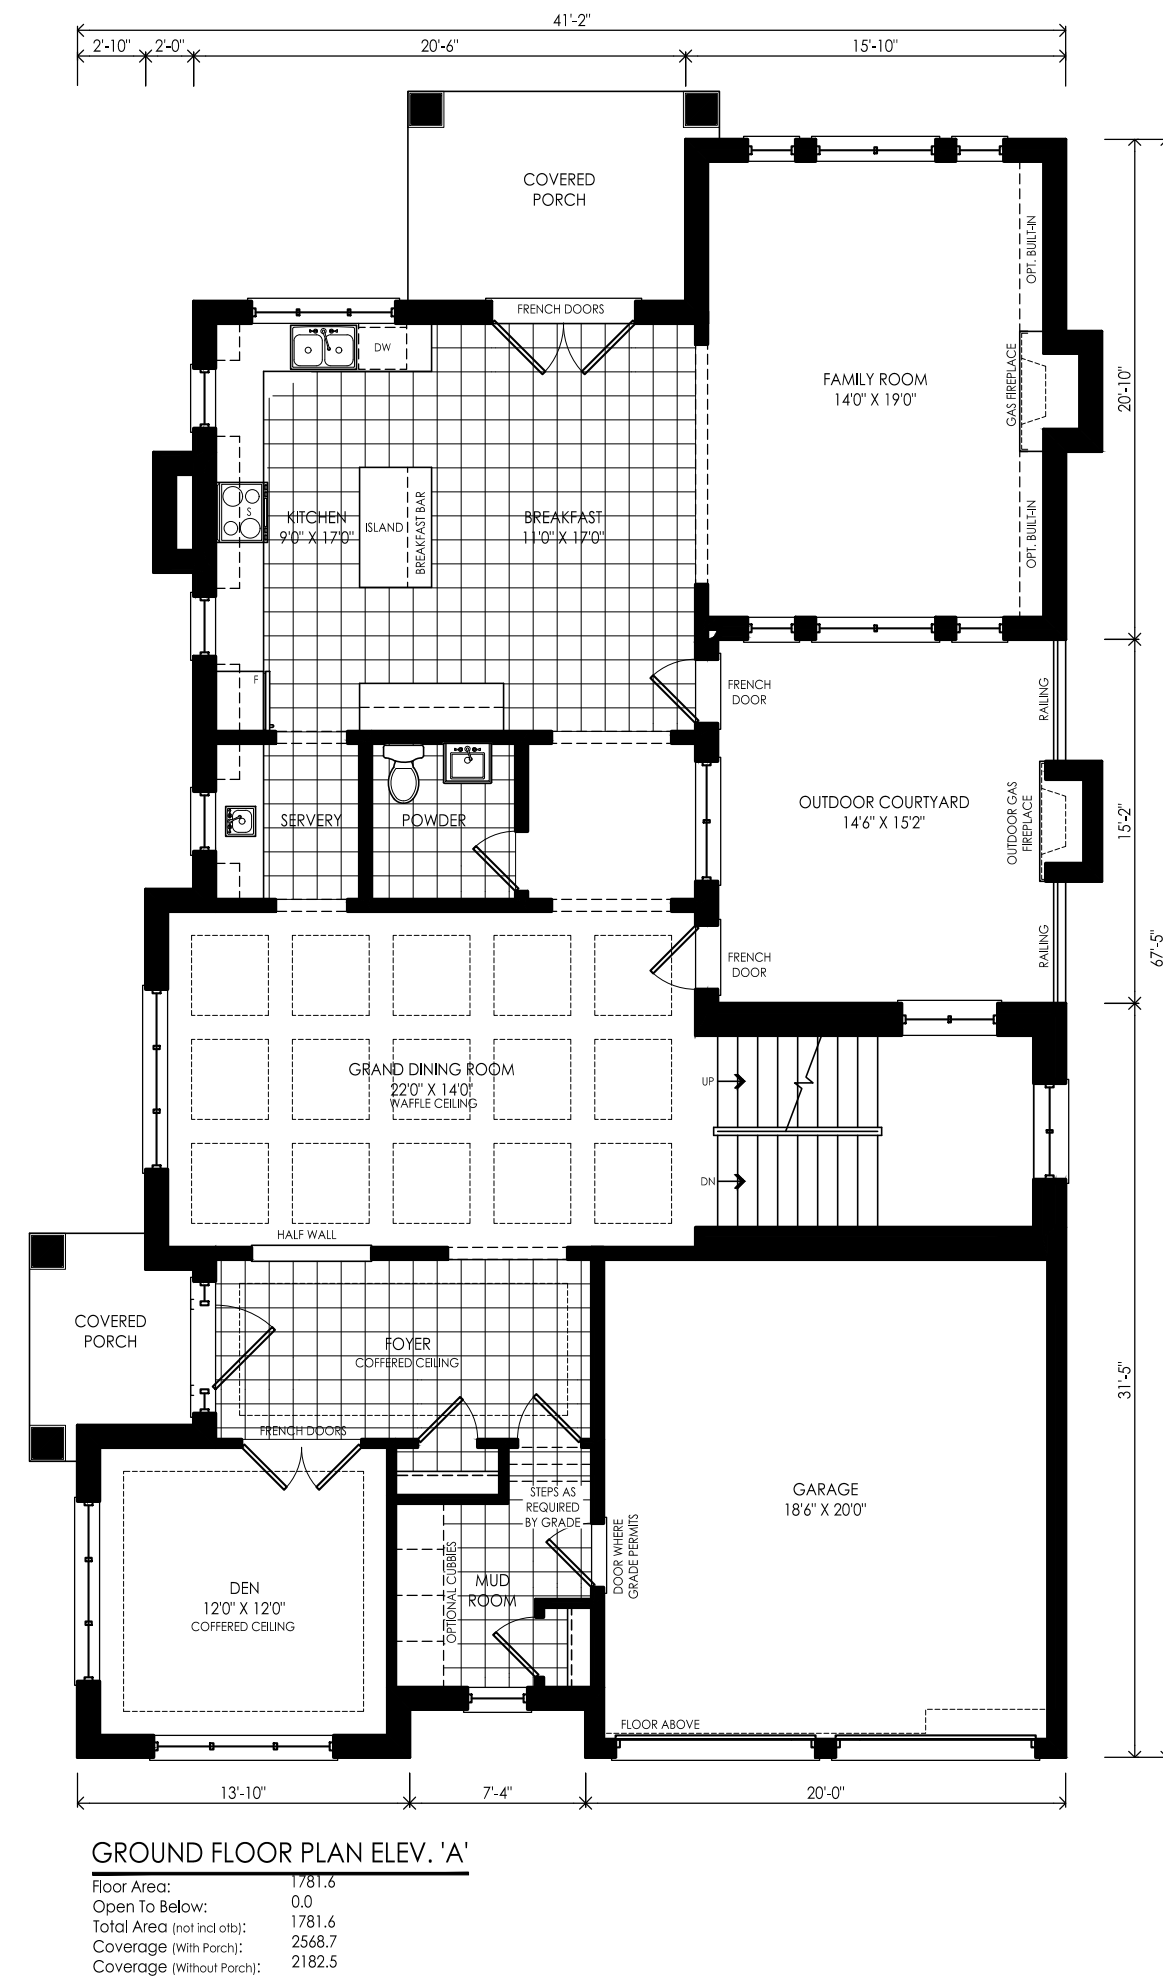 41'-2"
2'-10" 2'-0" 20'-6" 15'-10"
COVERED
PORCH
FRENCH DOORS
DW
OPT. BUILT-IN
FAMILY ROOM
14'0" X 19'0"
GAS FIREPLACE
20'-10"
S
KITCHEN
9'0" X 17'0"
ISLAND
BREAKFAST BAR
BREAKFAST
11'0" X 17'0"
OPT. BUILT-IN
F
FRENCH
DOOR
RAILING
SERVERY
POWDER
OUTDOOR COURTYARD
14'6" X 15'2"
OUTDOOR GAS
FIREPLACE
15'-2"
FRENCH
DOOR
RAILING
67'-5"
GRAND DINING ROOM
22'0" X 14'0"
WAFFLE CEILING
UP
DN
HALF WALL
COVERED
PORCH
FOYER
COFFERED CEILING
31'-5"
FRENCH DOORS
STEPS AS
REQUIRED
BY GRADE
GARAGE
18'6" X 20'0"
DOOR WHERE
GRADE PERMITS
OPTIONAL CUBBIES
MUD
ROOM
DEN
12'0" X 12'0"
COFFERED CEILING
FLOOR ABOVE
13'-10" 7'-4" 20'-0"
GROUND FLOOR PLAN ELEV. 'A'
Floor Area: 1781.6
Open To Below: 0.0
Total Area (not incl otb): 1781.6
Coverage (With Porch): 2568.7
Coverage (Without Porch): 2182.5